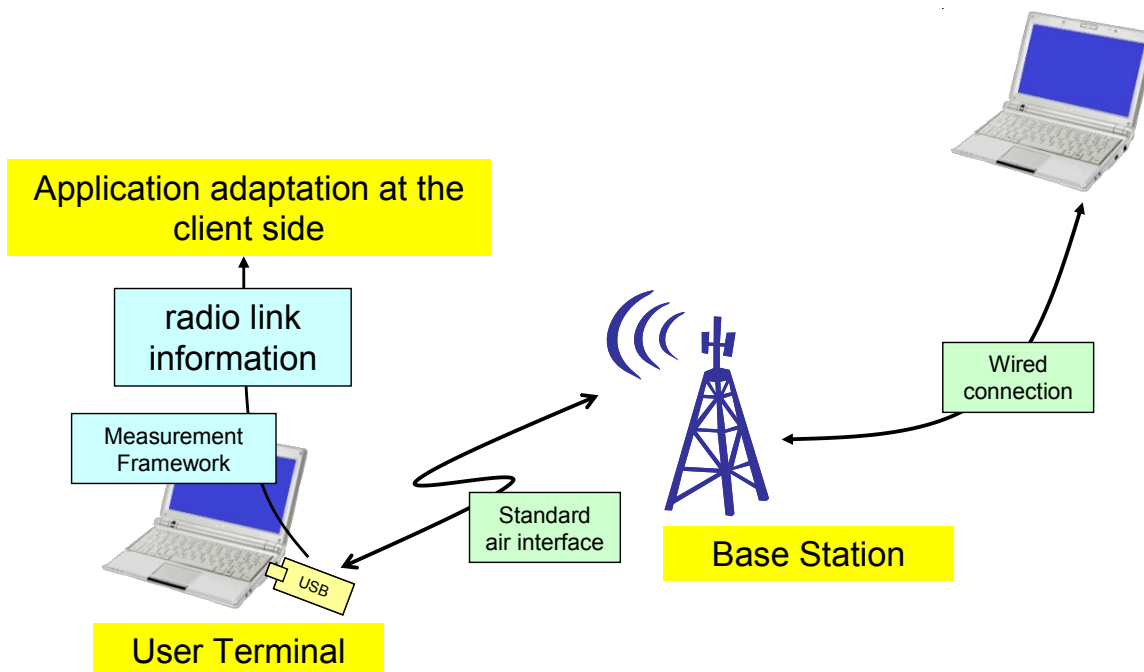 Application adaptation at the
client side
radio link
information
Measurement
Framework
USB
User Terminal
Standard
air interface
Base Station
Wired
connection